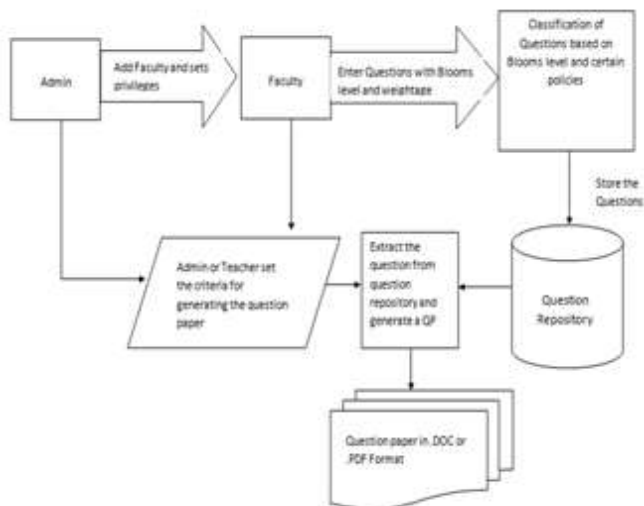 Admin
Add Faculty and sets
privileges
Faculty
Enter Questions with Blooms
level and weightage
Classification of
Questions based on
Blooms level and certain
policies
Store the
Questions
Admin or Teacher set
the criteria for
generating the question
paper
Extract the
question from
question
repository and
generate a QP
Question
Repository
Question paper in .DOC or
.PDF Format